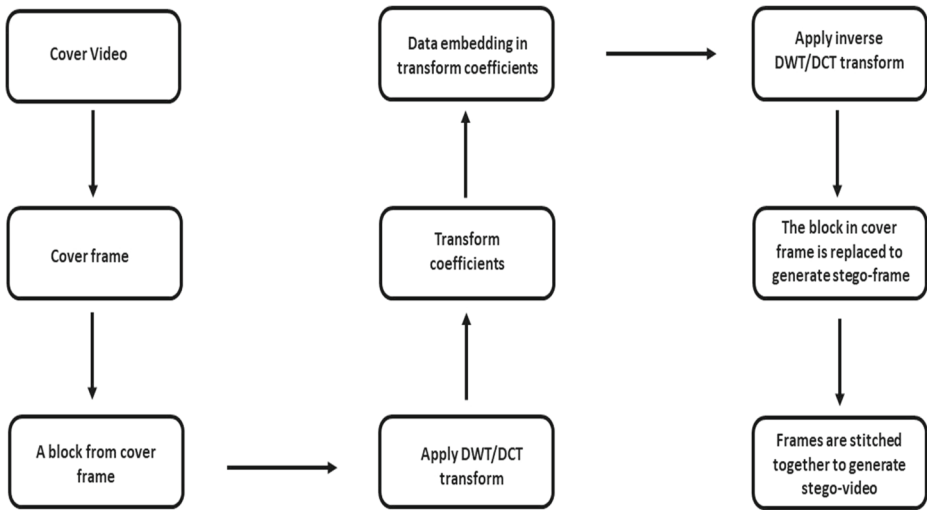 Cover Video
Cover frame
A block from cover
frame
Apply DWT/DCT
transform
Transform
coefficients
Data embedding in
transform coefficients
Apply inverse
DWT/DCT transform
The block in cover
frame is replaced to
generate stego-frame
Frames are stitched
together to generate
stego-video